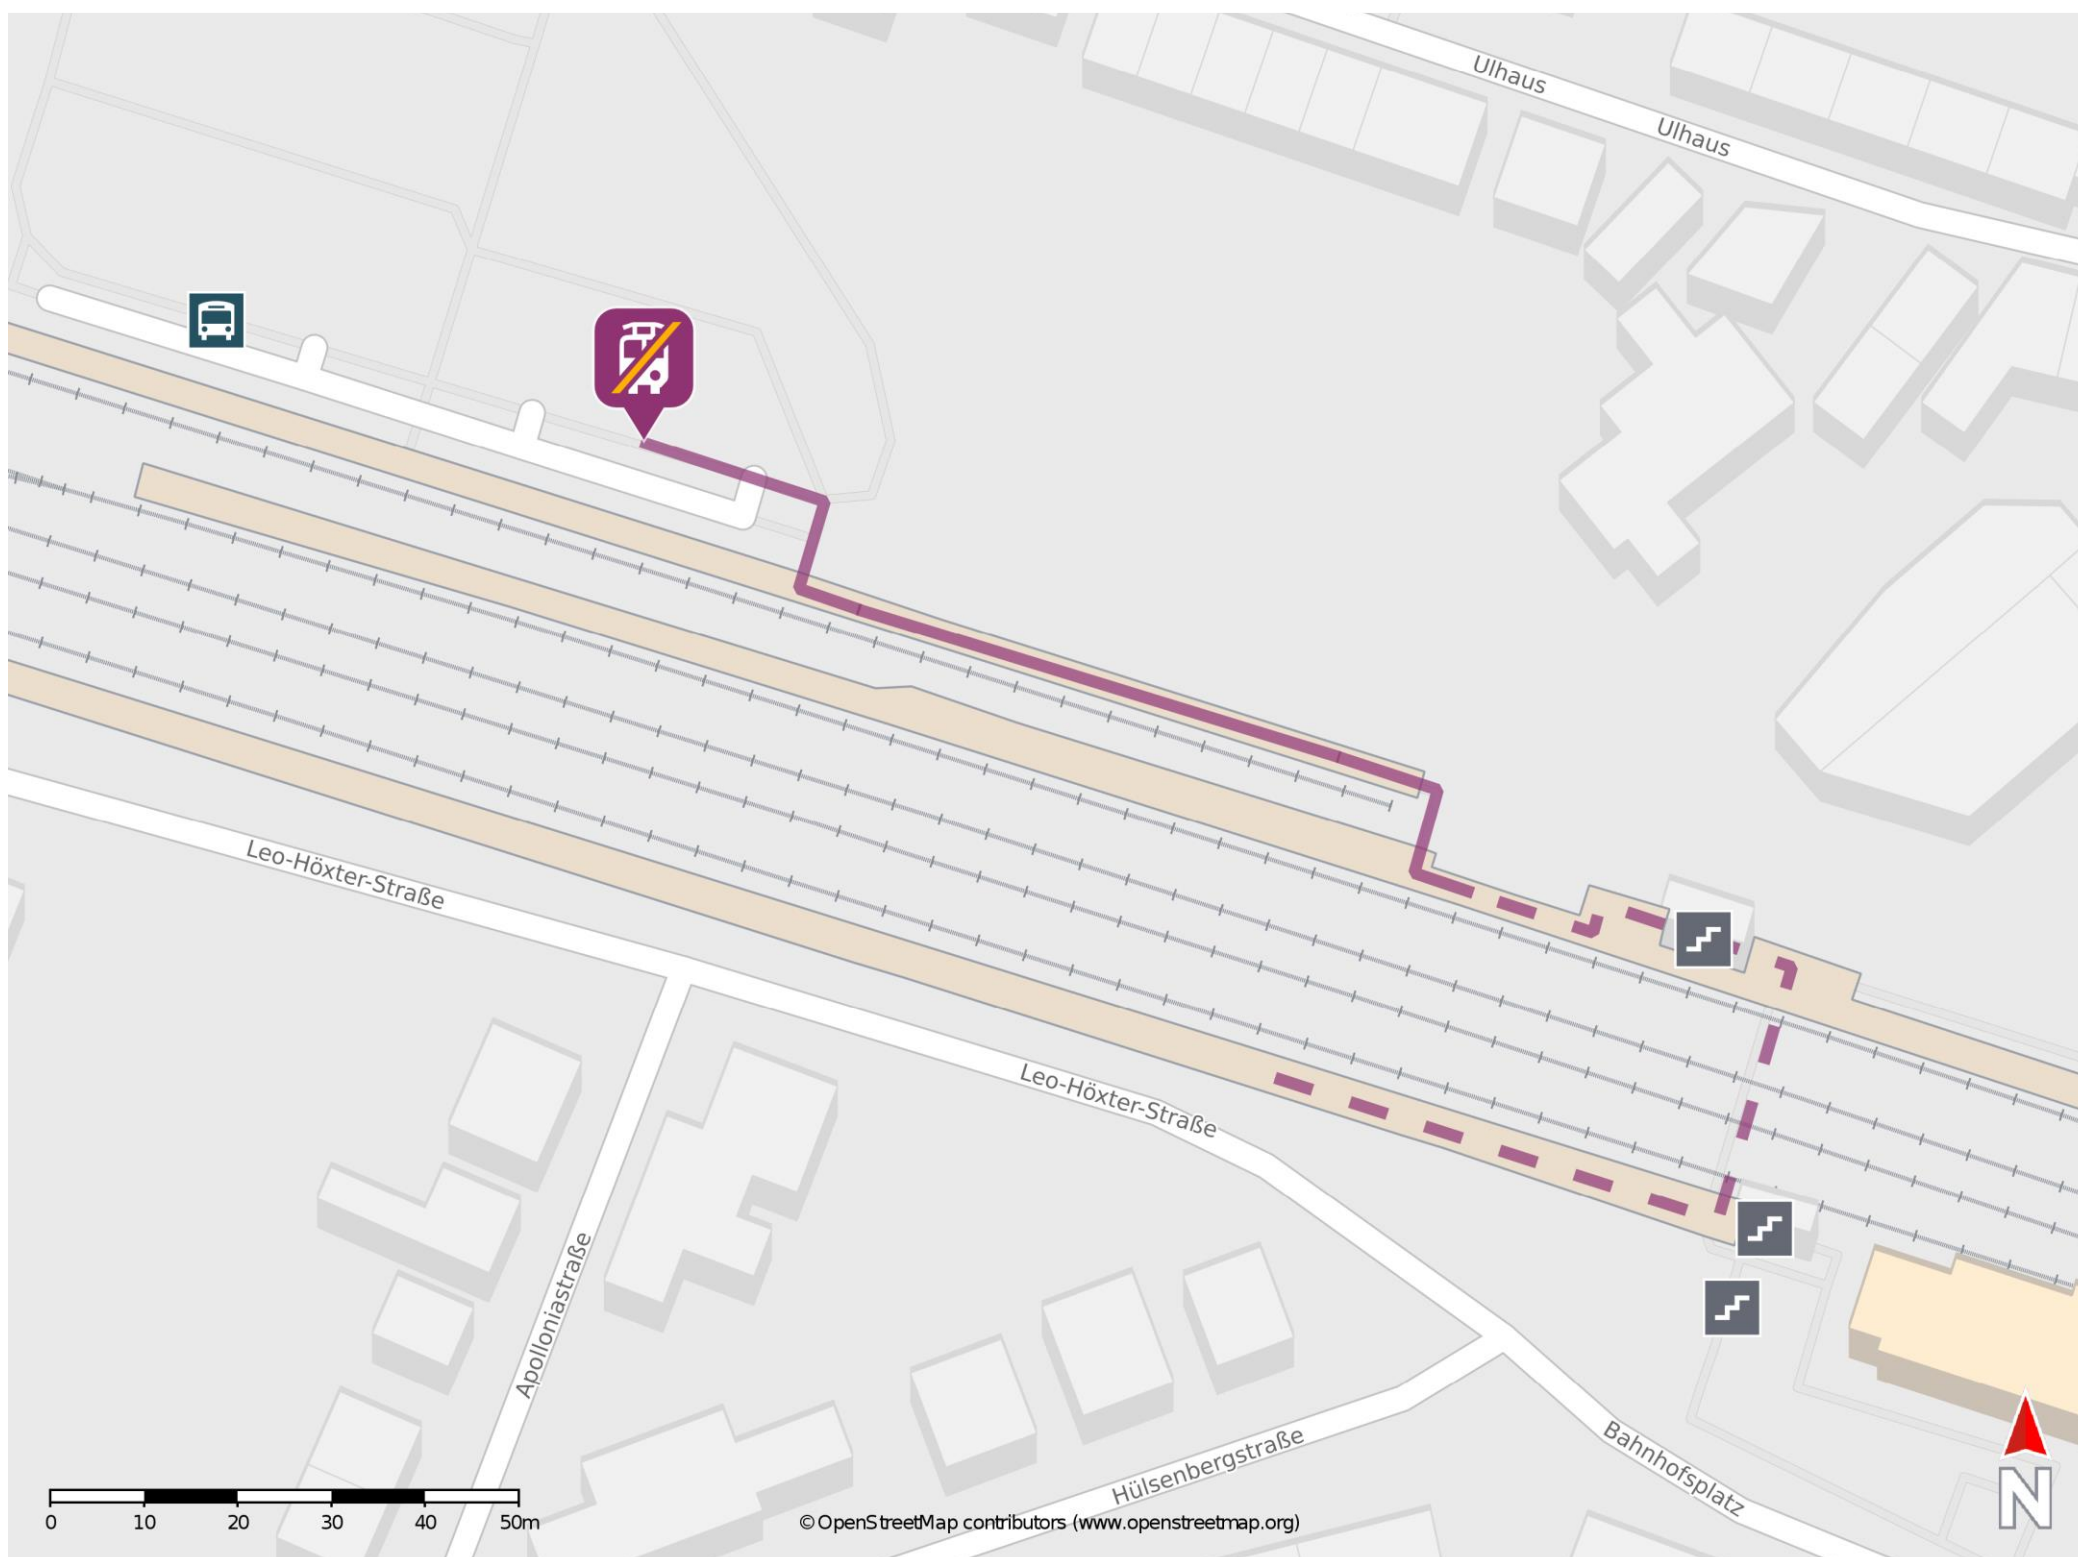 Ulhaus
Ulhaus
Leo-Höxter-Straße
Leo-Höxter-Straße
Apolloniastraße
Hülsenbergstraße
Bahnhofsplatz
N
0 10 20 30 40 50m
© OpenStreetMap contributors (www.openstreetmap.org)